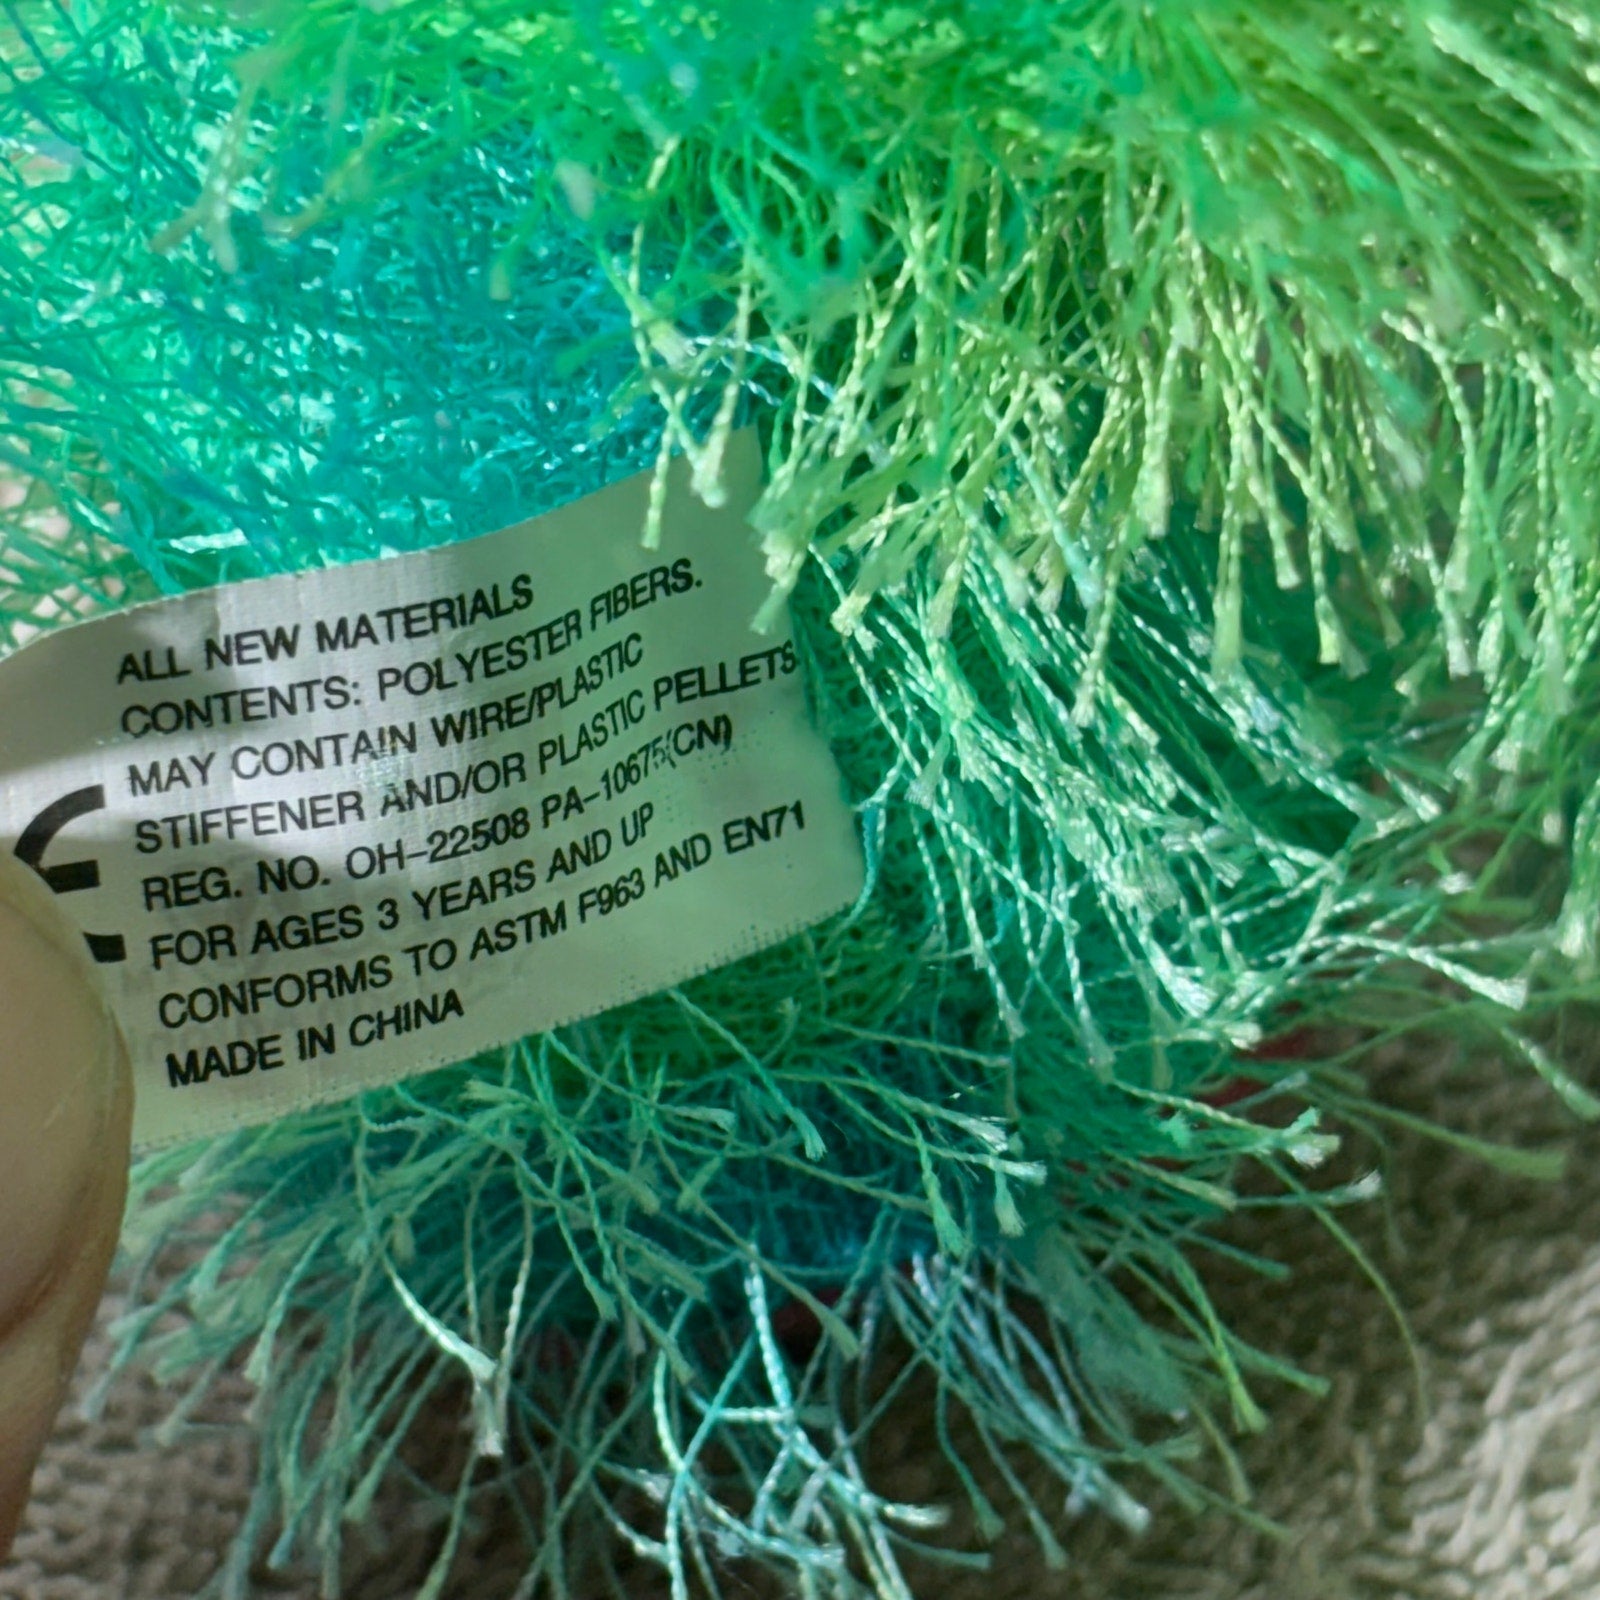 ALL NEW MATERIALS
CONTENTS: POLYESTER FIBERS.
MAY CONTAIN WIRE/PLASTIC
STIFFENER AND/OR PLASTIC PELLETS
REG. NO. OH-22508 PA-10675(CN)
FOR AGES 3 YEARS AND UP
CONFORMS TO ASTM F963 AND EN71
MADE IN CHINA